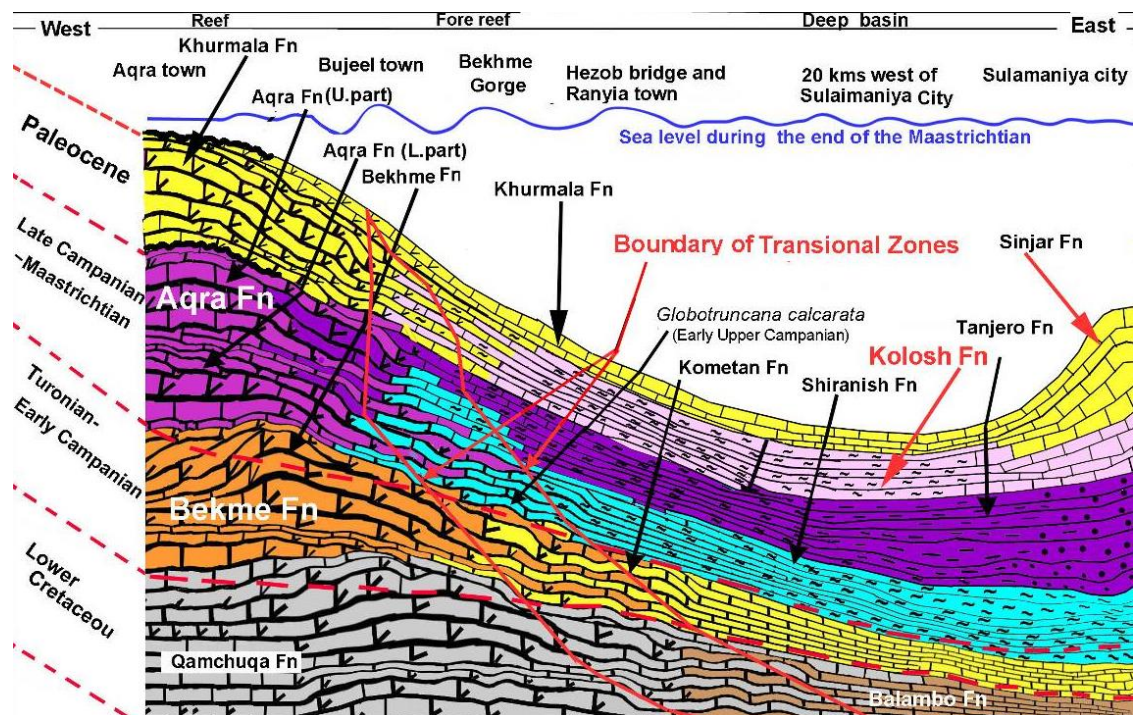 Reef
Fore reef
Deep basin
West
East
Khurmala Fn
Aqra town
Bujeel town
Bekhme
Gorge
Hezob bridge and
Ranyia town
20 kms west of
Sulaimaniya City
Sulamaniya city
Aqra Fn (U.part)
Sea level during the end of the Maastrichtian
Paleocene
Aqra Fn (L.part)
Bekhme Fn
Khurmala Fn
Boundary of Transional Zones
Sinjar Fn
Late Campanian
-Maastrichtian
Aqra Fn
Globotruncana calcarata
(Early Upper Campanian)
Tanjero Fn
Kolosh Fn
Kometan Fn
Shiranish Fn
Turonian-
Early Campanian
Bekme Fn
Lower
Cretaceou
Qamchuqa Fn
Balambo Fn